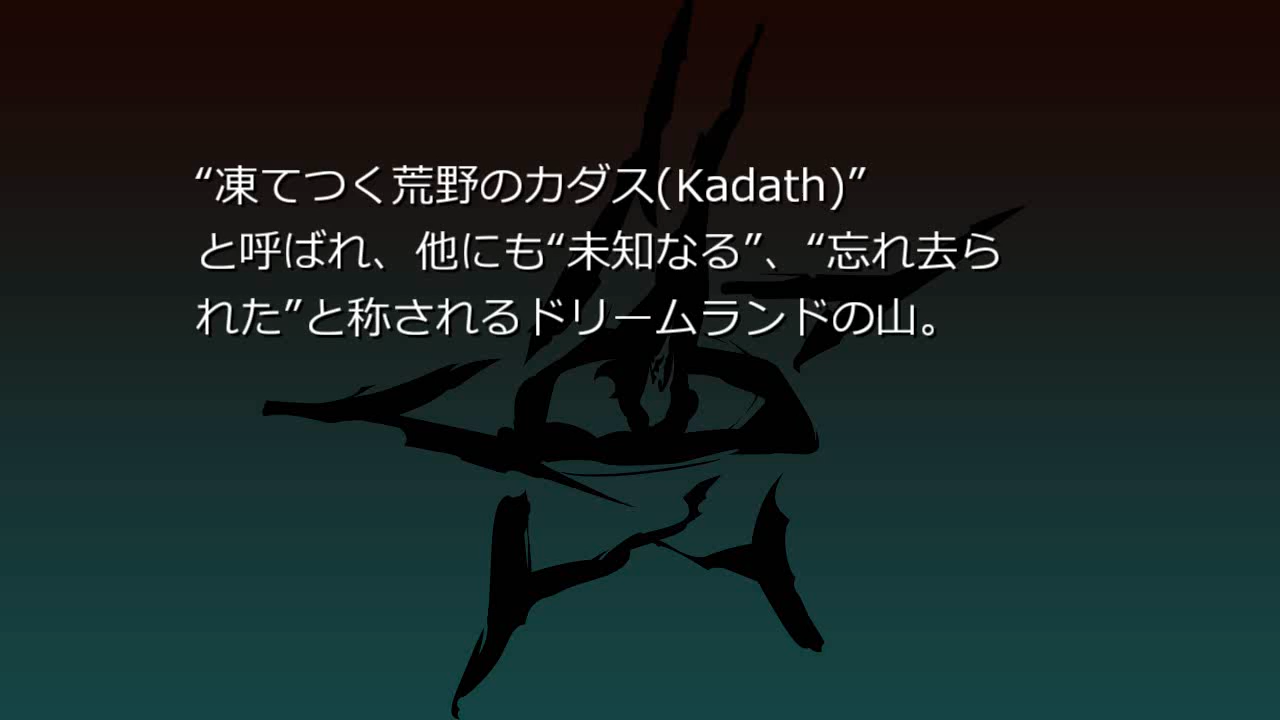 “凍てつく荒野のカダス(Kadath)”
と呼ばれ、他にも“未知なる”、“忘れ去ら
れた”と称されるドリームランドの山。